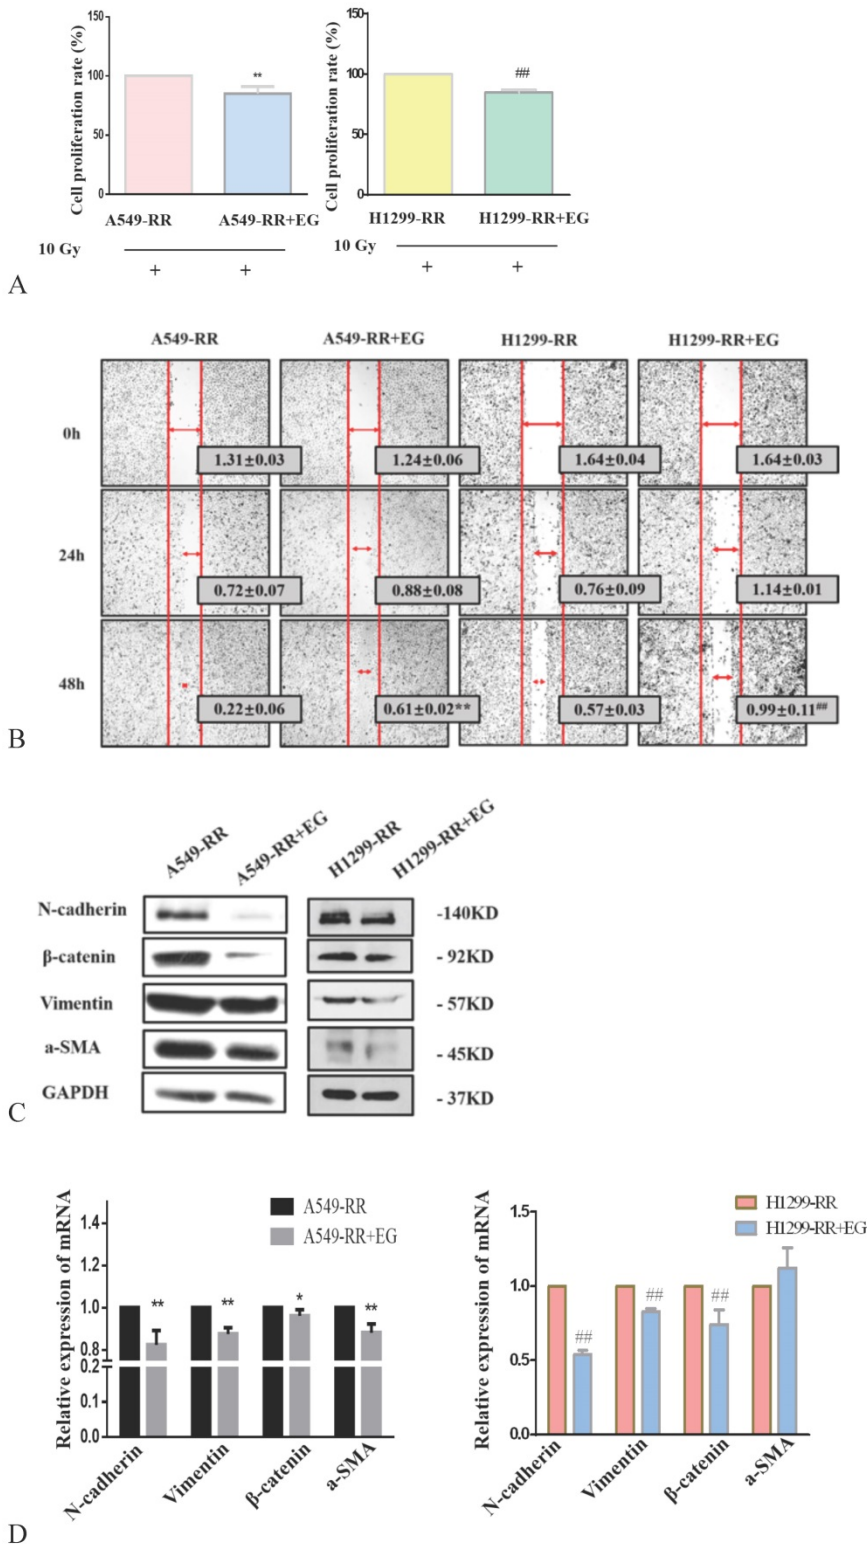 Cell proliferation rate (%)
150
100
50
0
**
A549-RR A549-RR+EG
10 Gy
+ +
Cell proliferation rate (%)
150
100
50
0
##
H1299-RR H1299-RR+EG
10 Gy
+ +
A
A549-RR A549-RR+EG H1299-RR H1299-RR+EG
0h
1.31±0.03 1.24±0.06 1.64±0.04 1.64±0.03
24h
0.72±0.07 0.88±0.08 0.76±0.09 1.14±0.01
48h
0.22±0.06 0.61±0.02** 0.57±0.03 0.99±0.11##
B
A549-RR A549-RR+EG H1299-RR H1299-RR+EG
N-cadherin -140KD
β-catenin - 92KD
Vimentin - 57KD
a-SMA - 45KD
GAPDH - 37KD
C
Relative expression of mRNA
1.4
1.2
1.0
0.8
0.2
0.1
0.0
A549-RR
A549-RR+EG
** ** * **
N-cadherin Vimentin β-catenin a-SMA
Relative expression of mRNA
1.5
1.0
0.5
0.0
H1299-RR
H1299-RR+EG
## ## ##
N-cadherin Vimentin β-catenin a-SMA
D